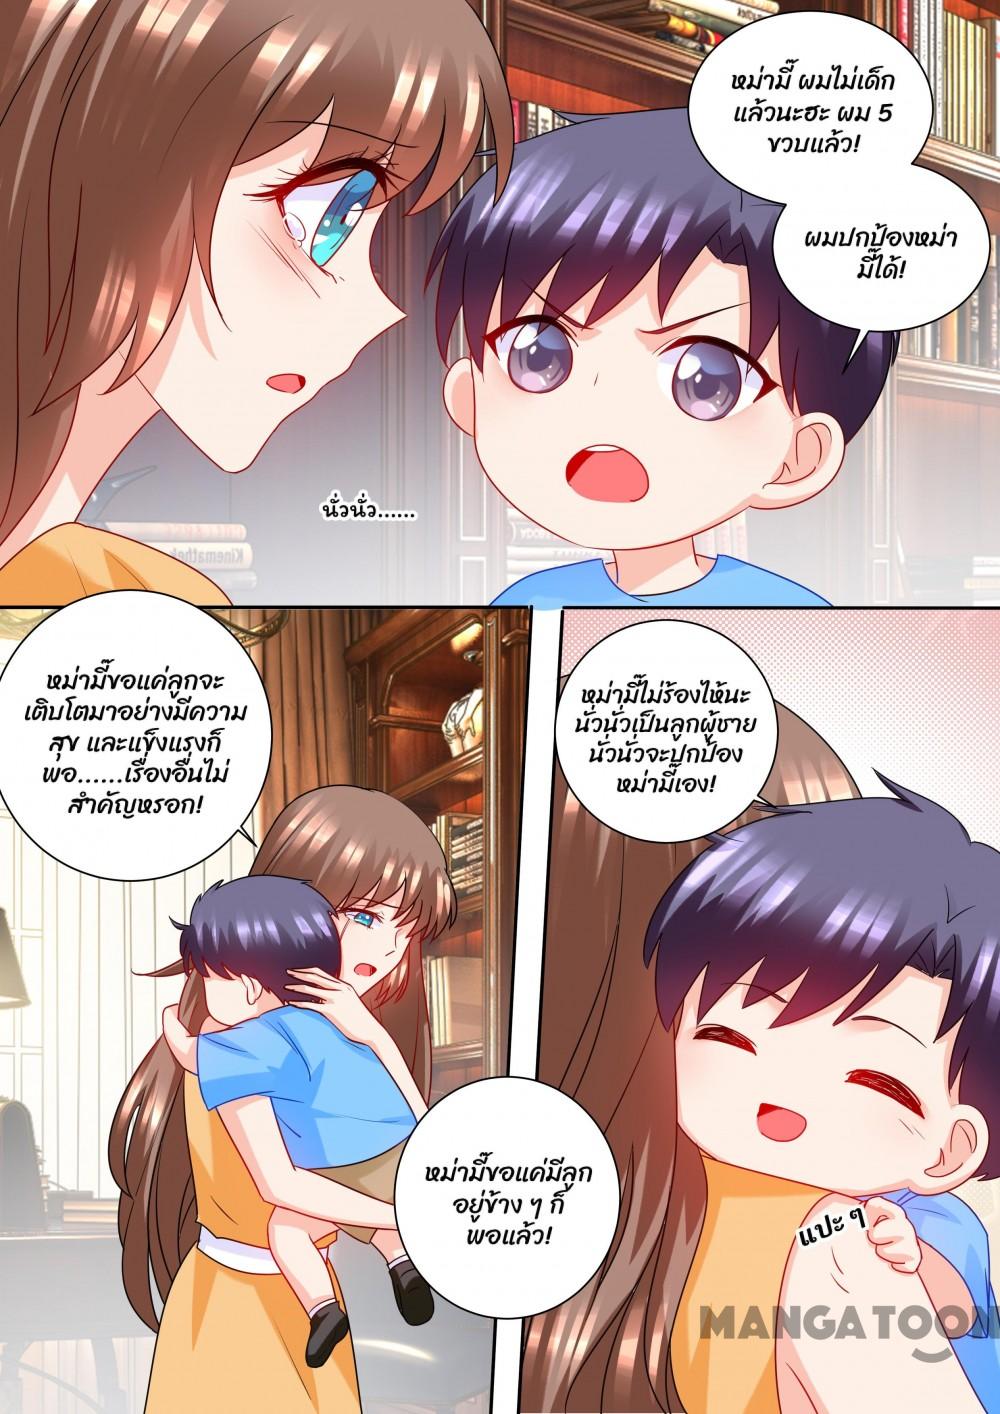 หม่ามี๊ ผมไม่เด็ก
แล้วนะฮะ ผม 5
ขวบแล้ว!
ผมปกป้องหม่า
มี๊ได้!
นั่วนั่ว......
Kinemathek
หม่ามี๊ขอแค่ลูกจะ
เติบโตมาอย่างมีความ
สุข และแข็งแรงก็
พอ......เรื่องอื่นไม่
สำคัญหรอก!
หม่ามี๊ขอแค่มีลูก
อยู่ข้าง ๆ ก็
พอแล้ว!
หม่ามี๊ไม่ร้องไห้นะ
นั่วนั่วเป็นลูกผู้ชาย
นั่วนั่วจะปกป้อง
หม่ามี๊เอง!
แปะ ๆ
MANGATOON